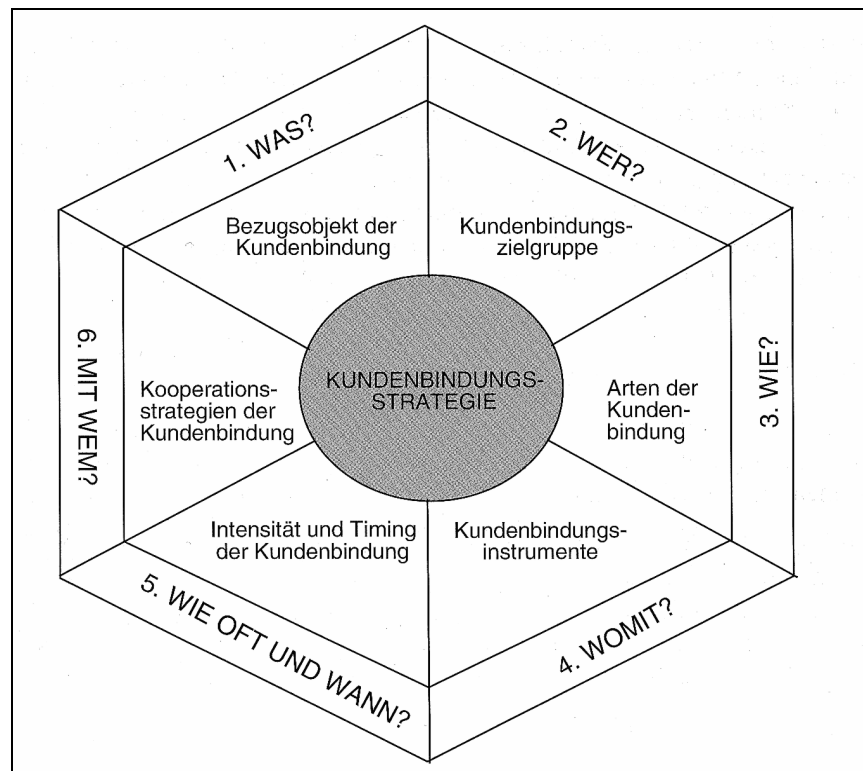 1. WAS?
Bezugsobjekt der
Kundenbindung
2. WER?
Kundenbindungs-
zielgruppe
3. WIE?
Arten der
Kunden-
bindung
4. WOMIT?
Kundenbindungs-
instrumente
5. WIE OFT UND WANN?
Intensität und Timing
der Kundenbindung
6. MIT WEM?
Kooperations-
strategien der
Kundenbindung
KUNDENBINDUNGS-
STRATEGIE